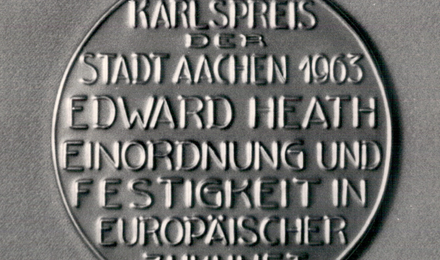 KARLSPREIS
DER
STADT AACHEN 1963
EDWARD HEATH
EINORDNUNG UND
FESTIGKEIT IN
EUROPÄISCHER